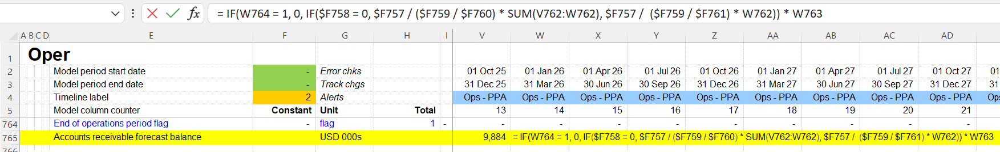 fx = IF(W764 = 1, 0, IF($F758 = 0, $F757 / ($F759 / $F760) * SUM(V762:W762), $F757 /  ($F759 / $F761) * W762)) * W763
A B C D E F G H I V W X Y Z AA AB AC AD
1 Oper
2 Model period start date - Error chks 01 Oct 25 01 Jan 26 01 Apr 26 01 Jul 26 01 Oct 26 01 Jan 27 01 Apr 27 01 Jul 27 01 Oct 27 01
3 Model period end date - Track chgs 31 Dec 25 31 Mar 26 30 Jun 26 30 Sep 26 31 Dec 26 31 Mar 27 30 Jun 27 30 Sep 27 31 Dec 27 31
4 Timeline label 2 Alerts Ops - PPA Ops - PPA Ops - PPA Ops - PPA Ops - PPA Ops - PPA Ops - PPA Ops - PPA Ops - PPA Op
5 Model column counter Constant Unit Total 13 14 15 16 17 18 19 20 21
764 End of operations period flag - flag 1 - - - - - - - - - -
765 Accounts receivable forecast balance USD 000s 9,884 = IF(W764 = 1, 0, IF($F758 = 0, $F757 / ($F759 / $F760) * SUM(V762:W762), $F757 /  ($F759 / $F761) * W762)) * W763
766